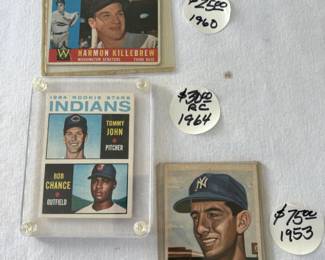 $25.00
1960
W
HARMON KILLEBREW
WASHINGTON SENATORS THIRD BASE
$30.00
RC
1964
1964 ROOKIE STARS
INDIANS
TOMMY
JOHN
PITCHER
BOB
CHANCE
OUTFIELD
NY
$75.00
1953